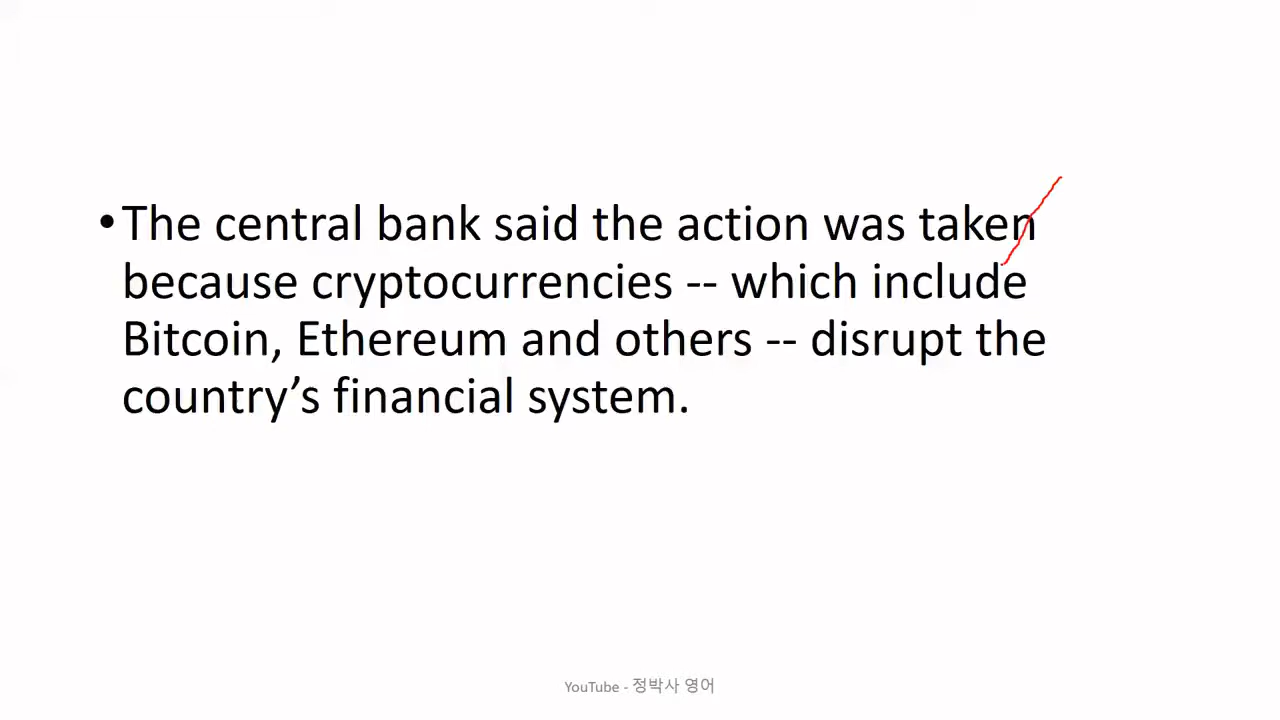 •The central bank said the action was taken
because cryptocurrencies -- which include
Bitcoin, Ethereum and others -- disrupt the
country’s financial system.
YouTube - 정박사 영어